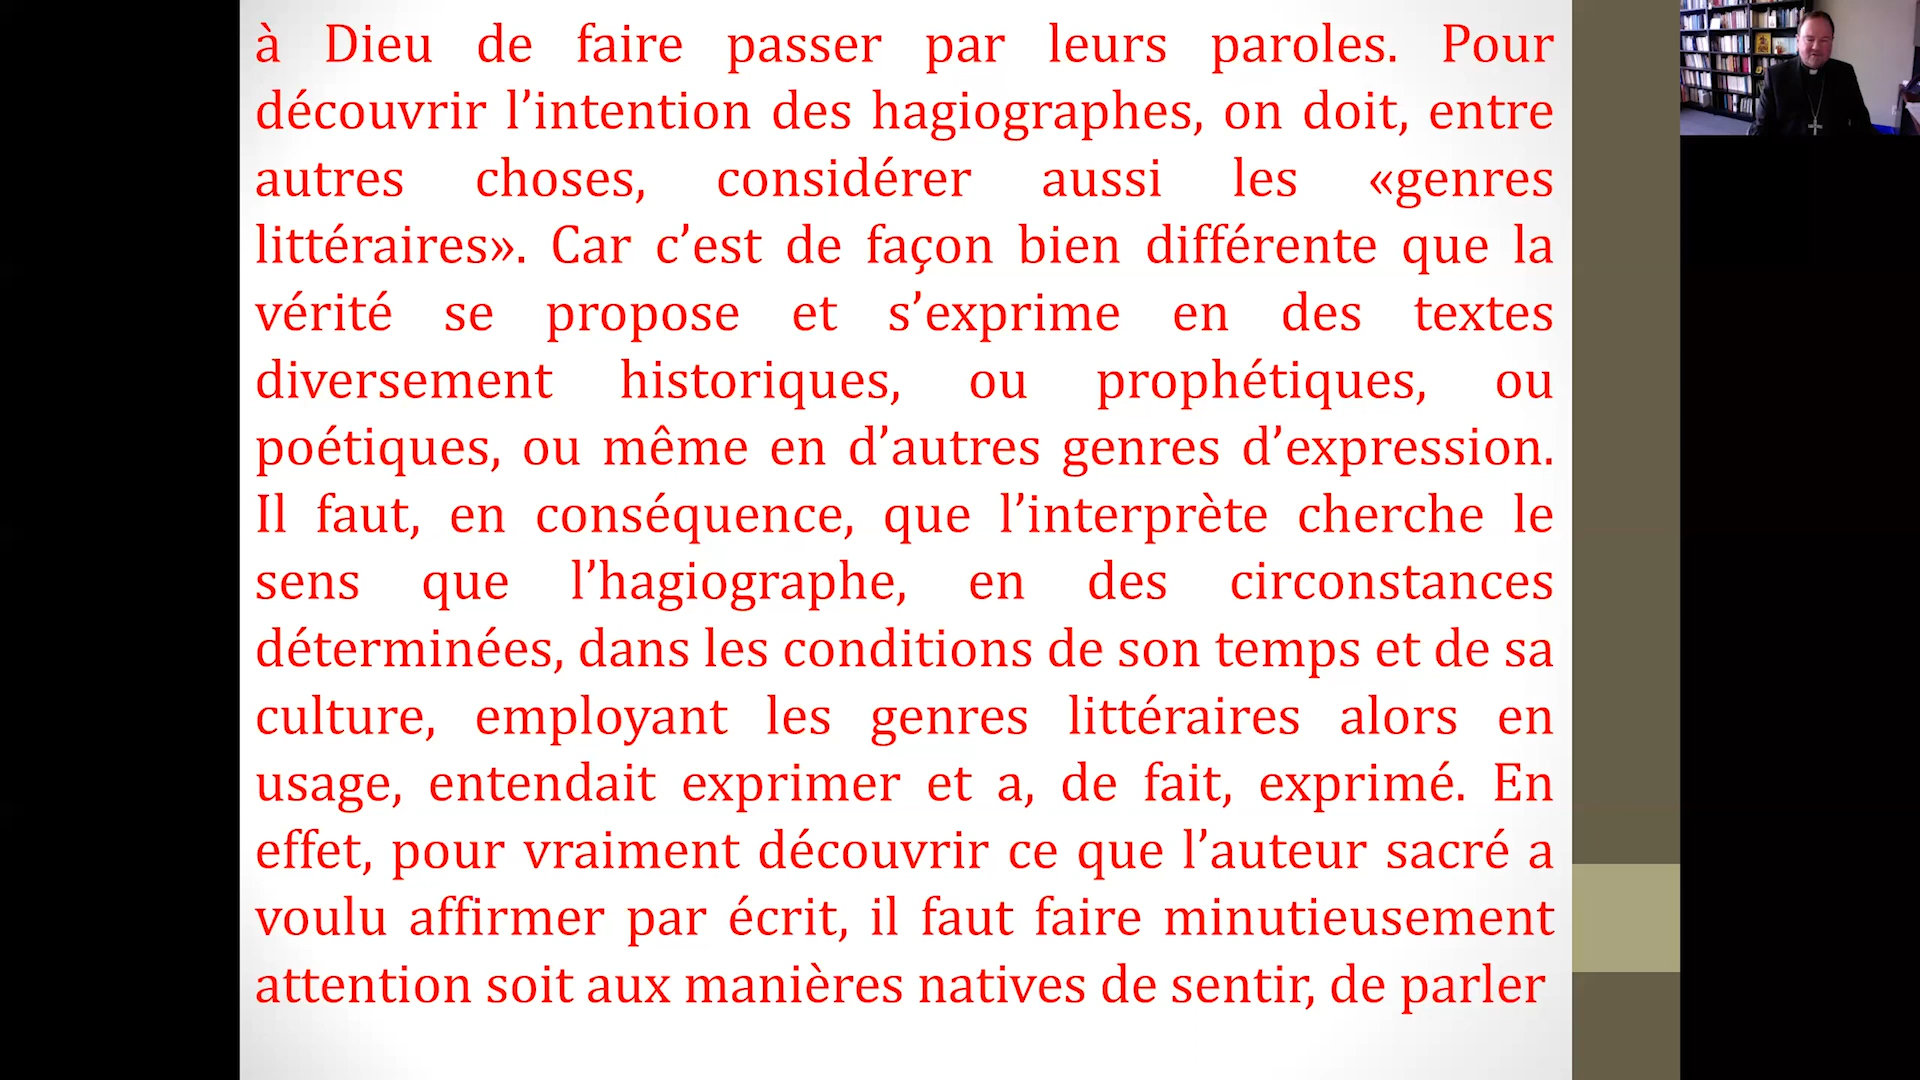 à Dieu de faire passer par leurs paroles. Pour
découvrir l’intention des hagiographes, on doit, entre
autres choses, considérer aussi les «genres
littéraires». Car c’est de façon bien différente que la
vérité se propose et s’exprime en des textes
diversement historiques, ou prophétiques, ou
poétiques, ou même en d’autres genres d’expression.
Il faut, en conséquence, que l’interprète cherche le
sens que l’hagiographe, en des circonstances
déterminées, dans les conditions de son temps et de sa
culture, employant les genres littéraires alors en
usage, entendait exprimer et a, de fait, exprimé. En
effet, pour vraiment découvrir ce que l’auteur sacré a
voulu affirmer par écrit, il faut faire minutieusement
attention soit aux manières natives de sentir, de parler